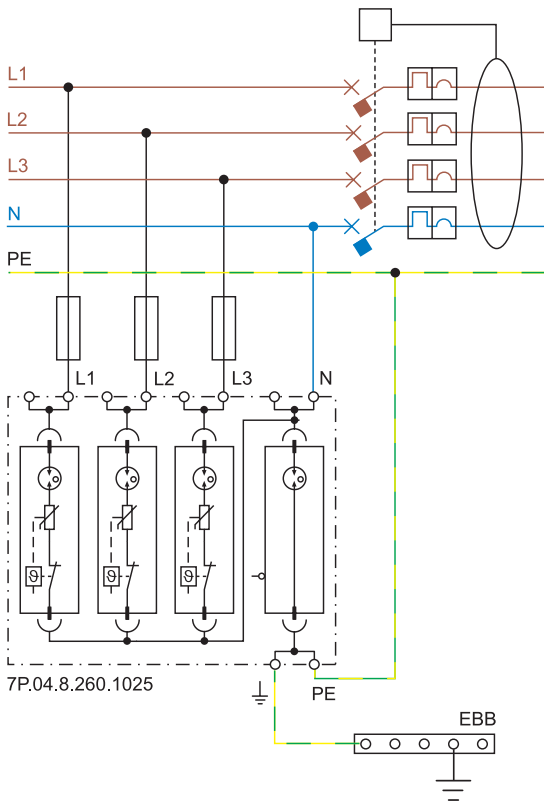 L1
L2
L3
N
PE
L1 L2 L3 N
ϑ ϑ ϑ
7P.04.8.260.1025
PE
EBB